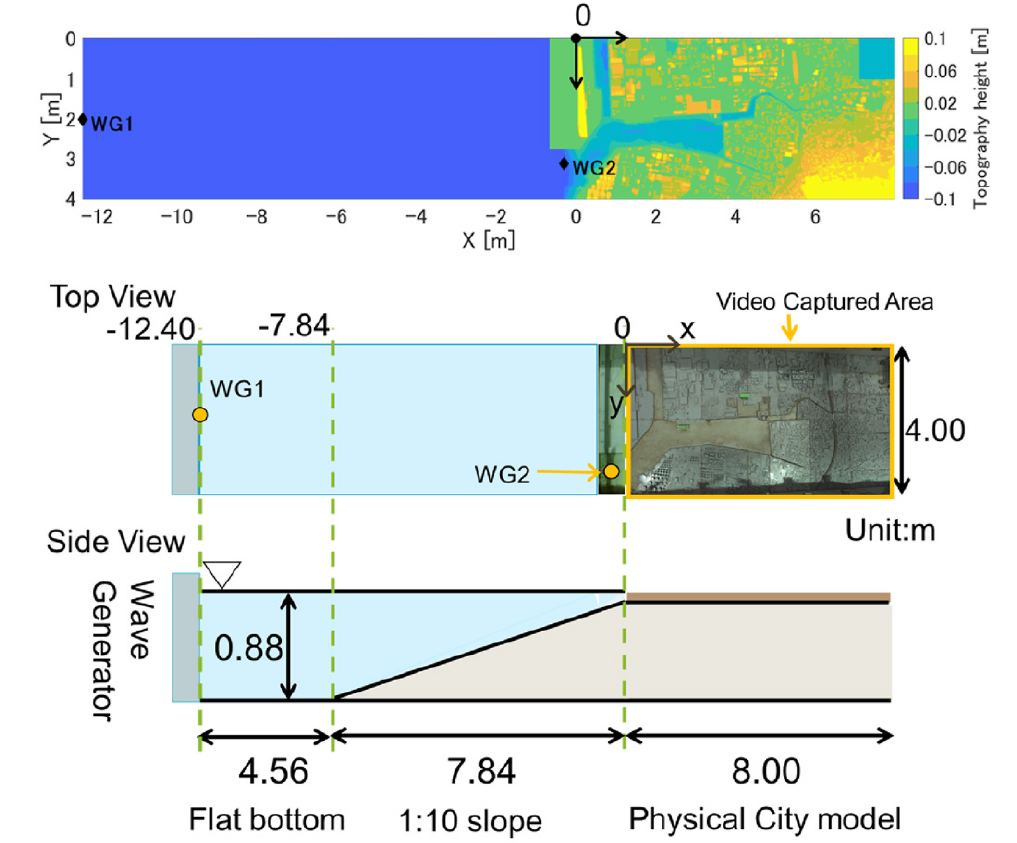 0
0
1
Y [m]
2
WG1
3
WG2
4
-12
-10
-8
-6
-4
-2
0
2
4
6
X [m]
0.1
0.06
0.02
-0.02
-0.06
-0.1
Topography height [m]
Top View
Video Captured Area
-12.40
-7.84
0
x
WG1
y
4.00
WG2
Unit:m
Side View
Wave
Generator
0.88
4.56
7.84
8.00
Flat bottom
1:10 slope
Physical City model